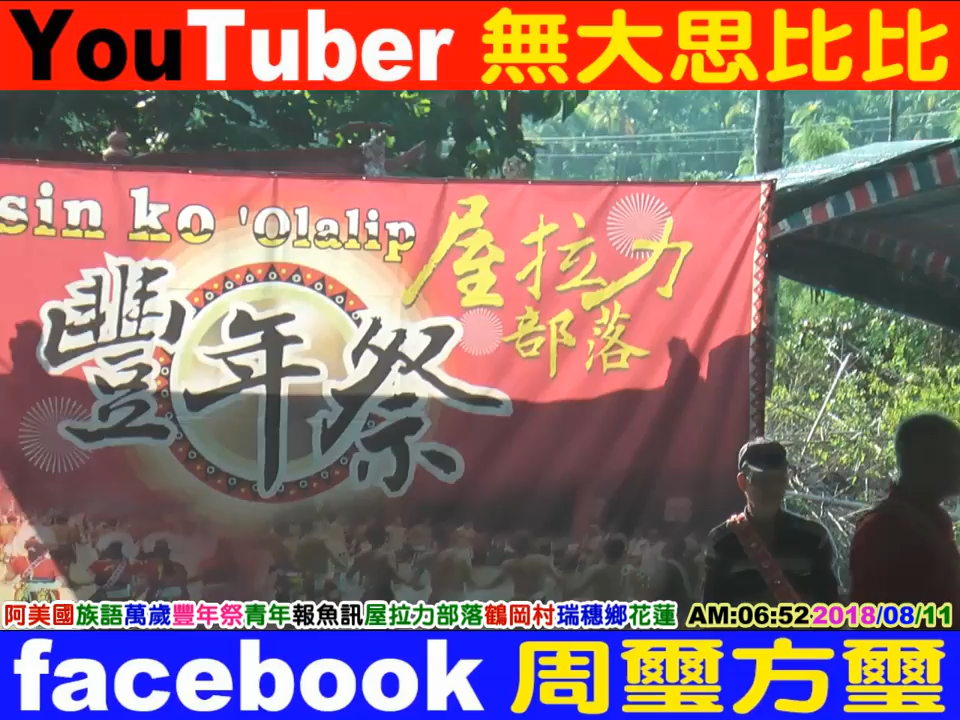 YouTuber 無大思比比
sin ko 'Olalip
屋拉力
部落
豐年祭
阿美國族語萬歲豐年祭青年報魚訊屋拉力部落鶴岡村瑞穗鄉花蓮 AM:06:52 2018/08/11
facebook 周璽方璽